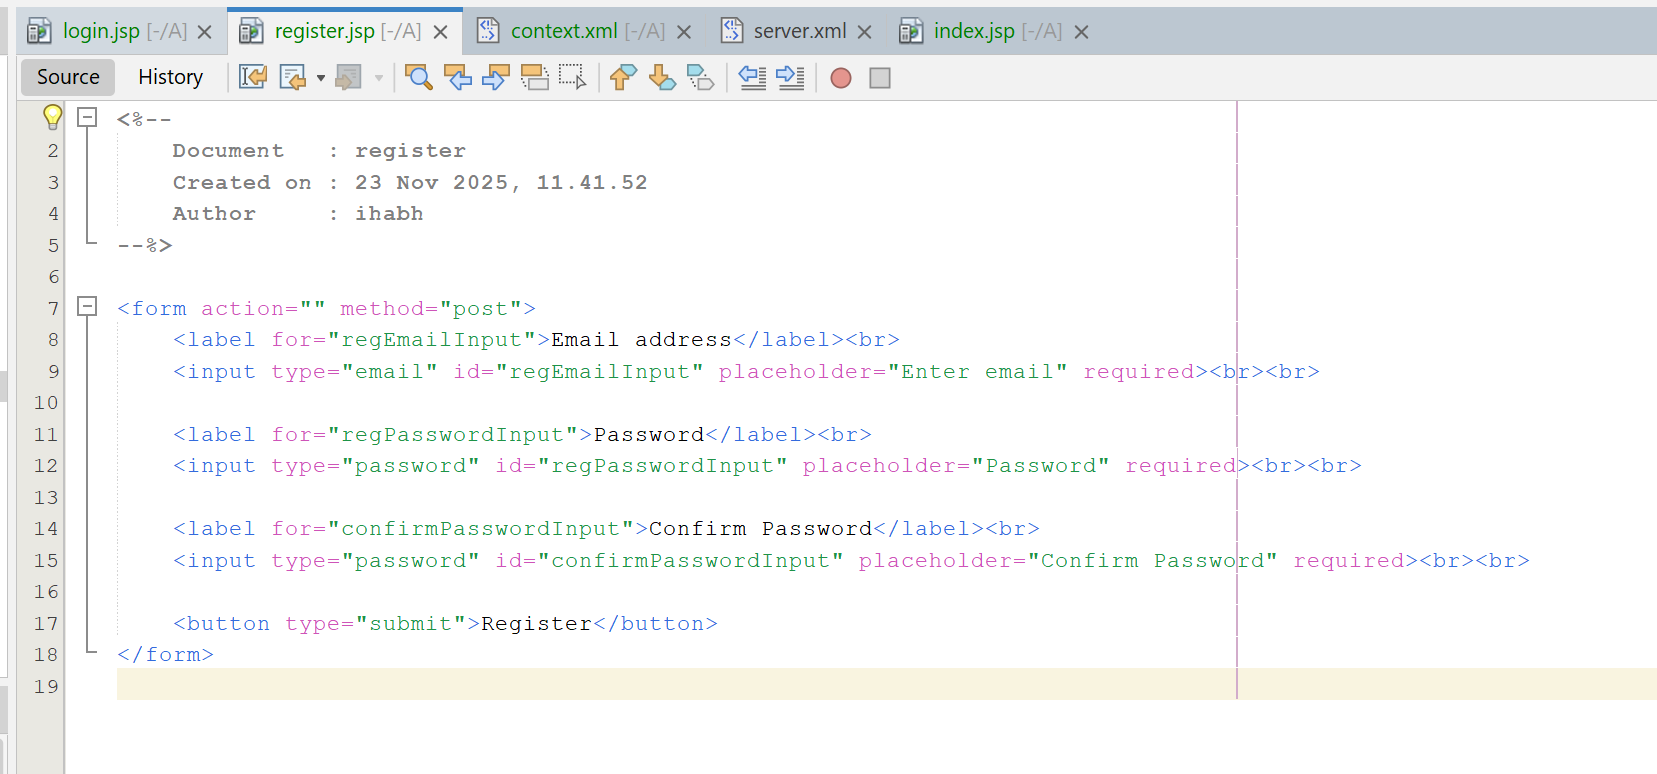 login.jsp [-/A] register.jsp [-/A] context.xml [-/A] server.xml index.jsp [-/A]
Source History
<%--
2 Document : register
3 Created on : 23 Nov 2025, 11.41.52
4 Author : ihabh
5 --%>
6
7 <form action="" method="post">
8 <label for="regEmailInput">Email address</label><br>
9 <input type="email" id="regEmailInput" placeholder="Enter email" required><br><br>
10
11 <label for="regPasswordInput">Password</label><br>
12 <input type="password" id="regPasswordInput" placeholder="Password" required><br><br>
13
14 <label for="confirmPasswordInput">Confirm Password</label><br>
15 <input type="password" id="confirmPasswordInput" placeholder="Confirm Password" required><br><br>
16
17 <button type="submit">Register</button>
18 </form>
19